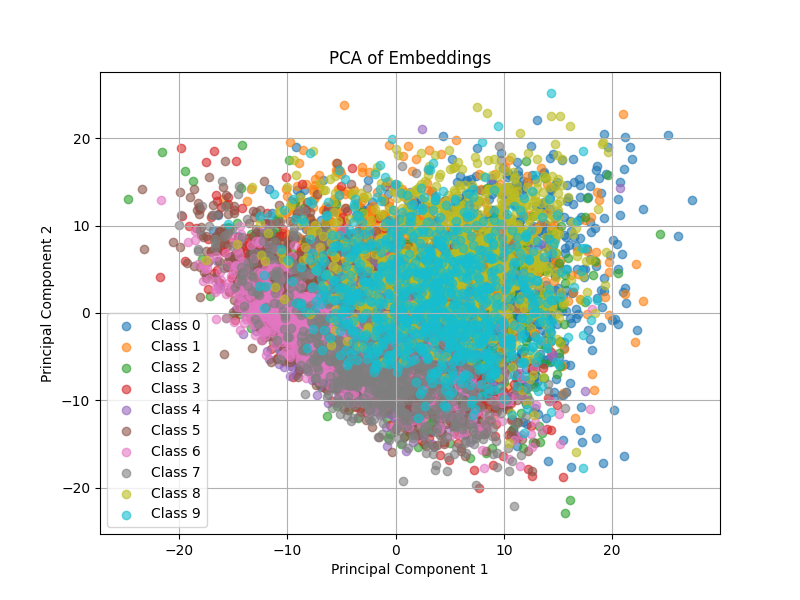 PCA of Embeddings
Principal Component 2
20
10
0
−10
−20
Class 0
Class 1
Class 2
Class 3
Class 4
Class 5
Class 6
Class 7
Class 8
Class 9
−20 −10 0 10 20
Principal Component 1